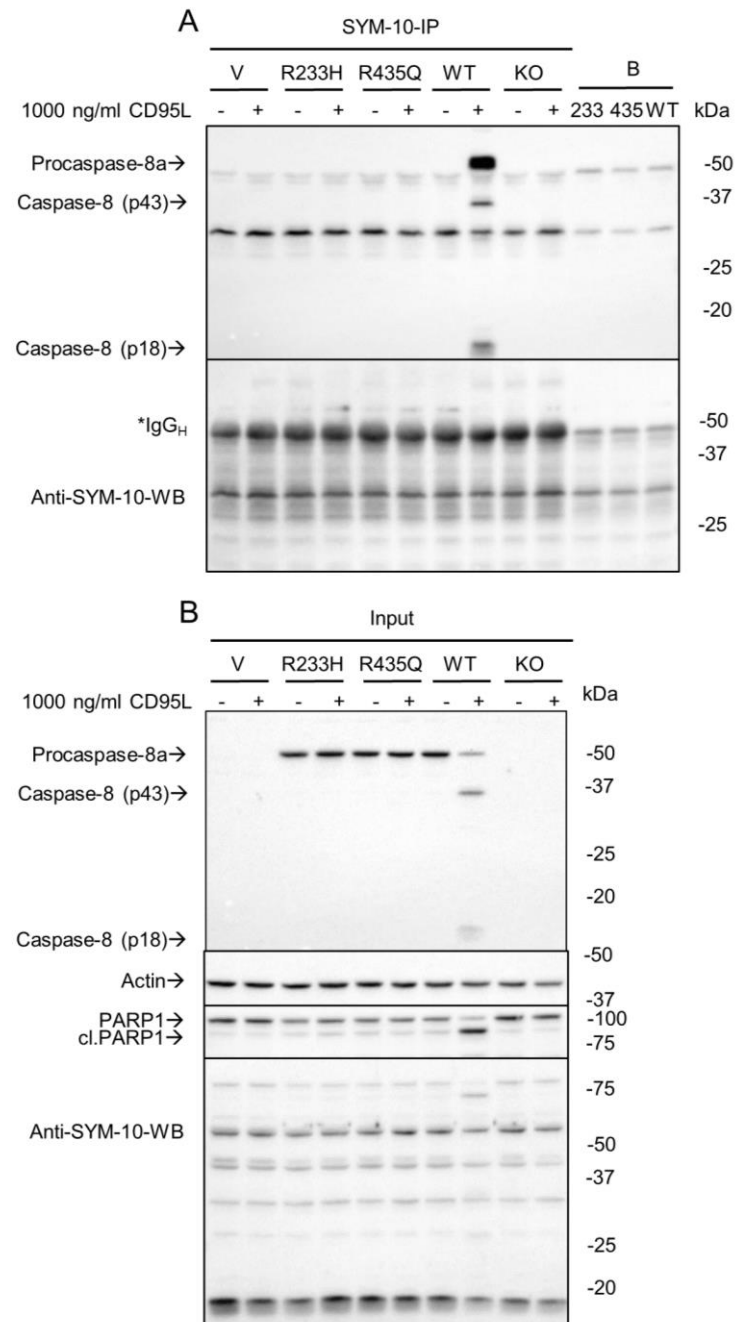 A
SYM-10-IP
V R233H R435Q WT KO B
1000 ng/ml CD95L - + - + - + - + - + 233 435 WT kDa
Procaspase-8a→ -50
Caspase-8 (p43)→ -37
-25
-20
Caspase-8 (p18)→
*IgGH -50
-37
Anti-SYM-10-WB
-25
B
Input
V R233H R435Q WT KO
1000 ng/ml CD95L - + - + - + - + - + kDa
Procaspase-8a→ -50
Caspase-8 (p43)→ -37
-25
-20
Caspase-8 (p18)→
-50
Actin→
-37
PARP1→ -100
cl.PARP1→ -75
-75
Anti-SYM-10-WB
-50
-37
-25
-20